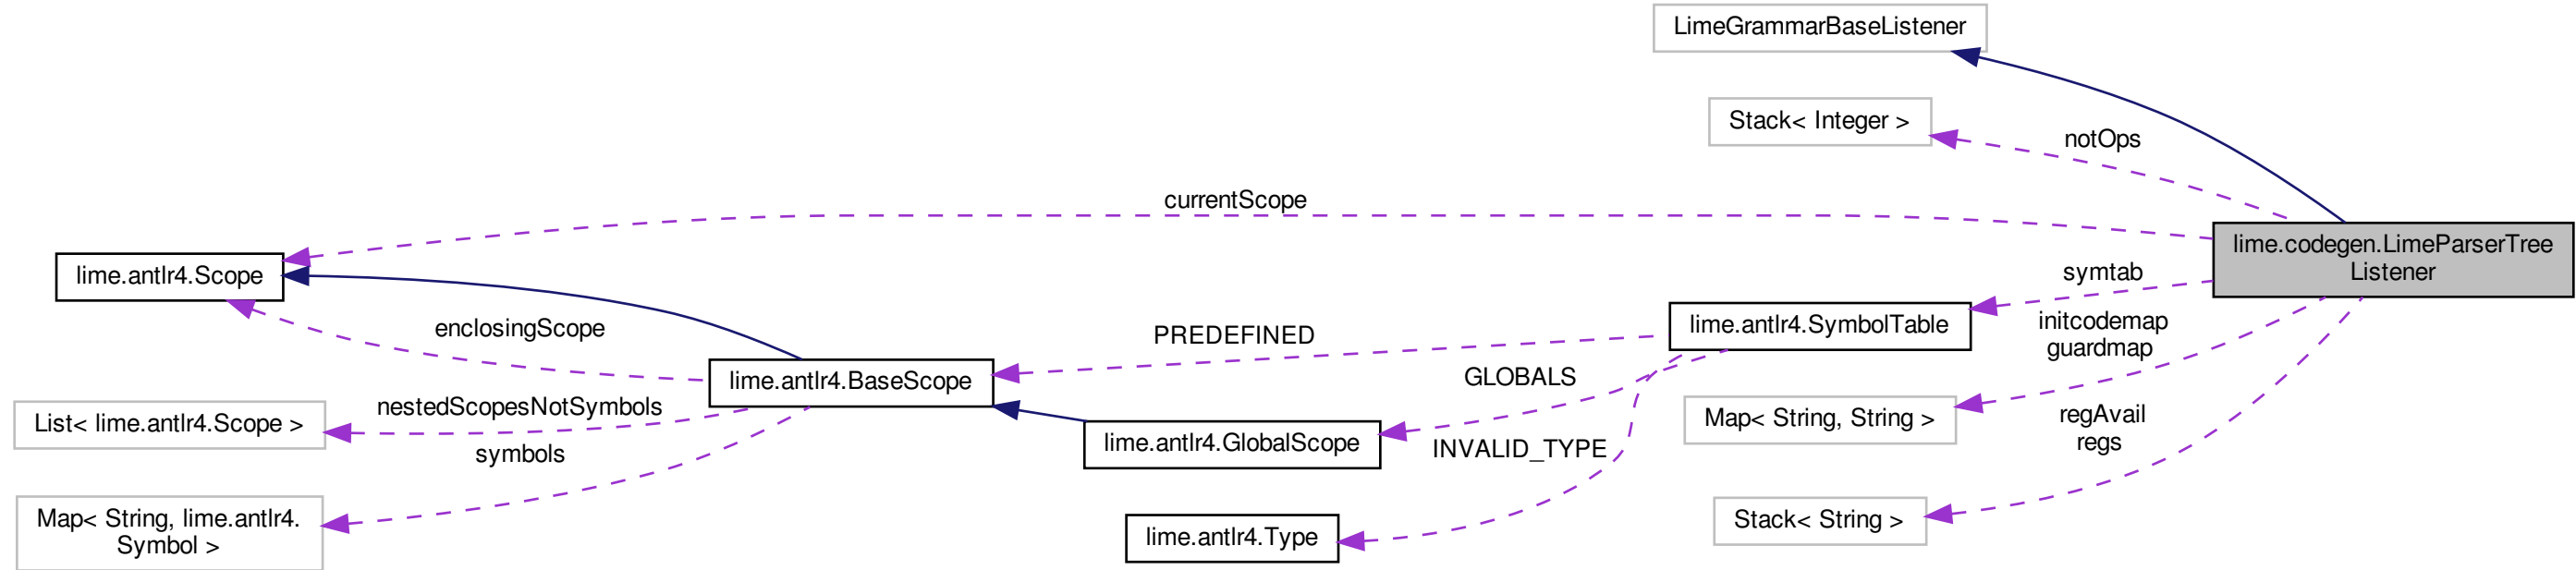 LimeGrammarBaseListener
Stack< Integer >
notOps
currentScope
lime.codegen.LimeParserTree
Listener
lime.antlr4.Scope
symtab
enclosingScope
PREDEFINED
lime.antlr4.SymbolTable
initcodemap
guardmap
lime.antlr4.BaseScope
GLOBALS
List< lime.antlr4.Scope >
nestedScopesNotSymbols
symbols
lime.antlr4.GlobalScope
INVALID_TYPE
Map< String, String >
regAvail
regs
Map< String, lime.antlr4.
Symbol >
lime.antlr4.Type
Stack< String >